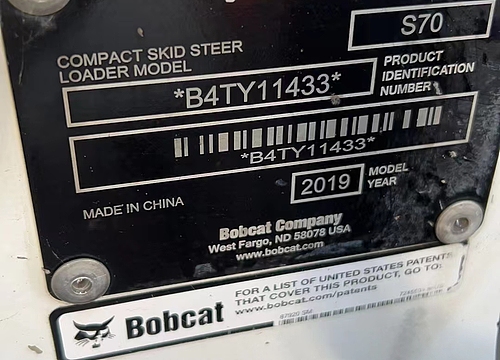 S70
COMPACT SKID STEER
LOADER MODEL
PRODUCT
IDENTIFICATION
NUMBER
*B4TY11433*
*B4TY11433*
MADE IN CHINA
2019
MODEL
YEAR
Bobcat Company
West Fargo, ND 58078 USA
www.bobcat.com
FOR A LIST OF UNITED STATES PATENTS
THAT COVER THIS PRODUCT, GO TO:
www.bobcat.com/patents
Bobcat